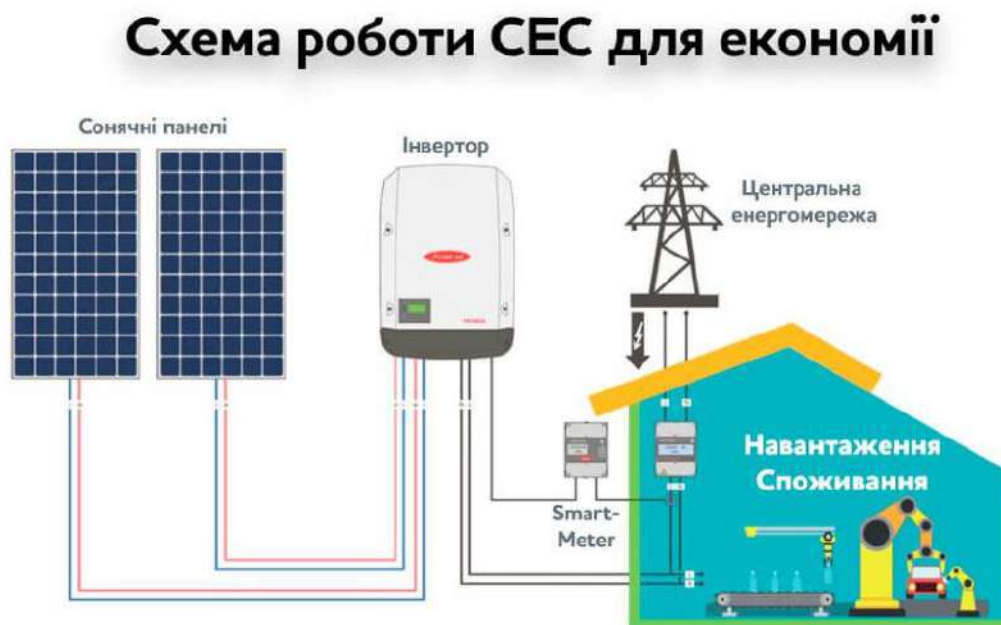 Схема роботи СЕС для економії
Сонячні панелі
Інвертор
Центральна
енергомережа
Навантаження
Споживання
Smart-
Meter